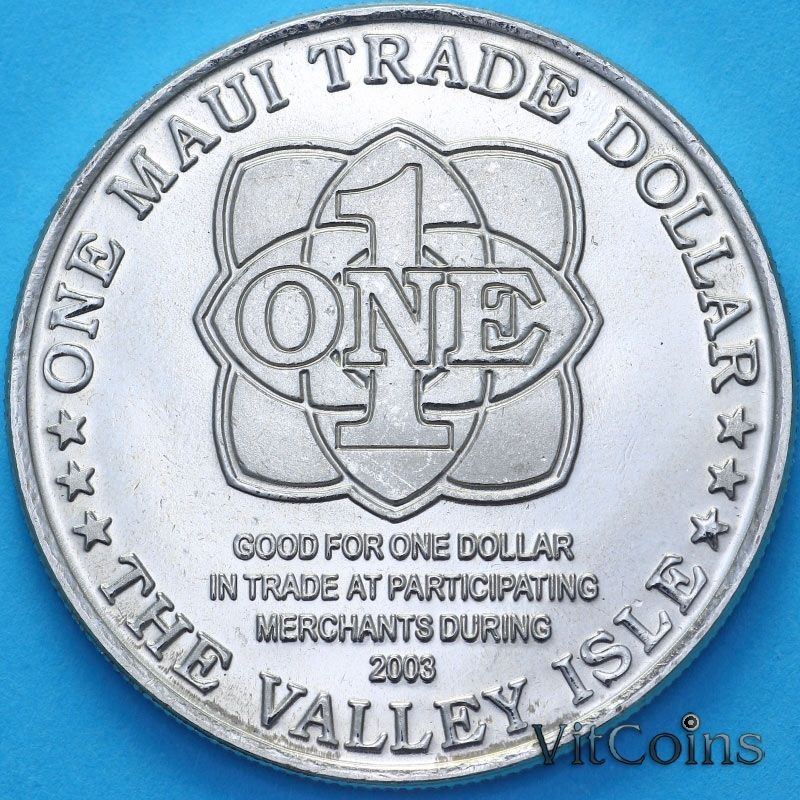 ONE MAUI TRADE DOLLAR
1
ONE
GOOD FOR ONE DOLLAR
IN TRADE AT PARTICIPATING
MERCHANTS DURING
2003
THE VALLEY ISLE
VitCoins